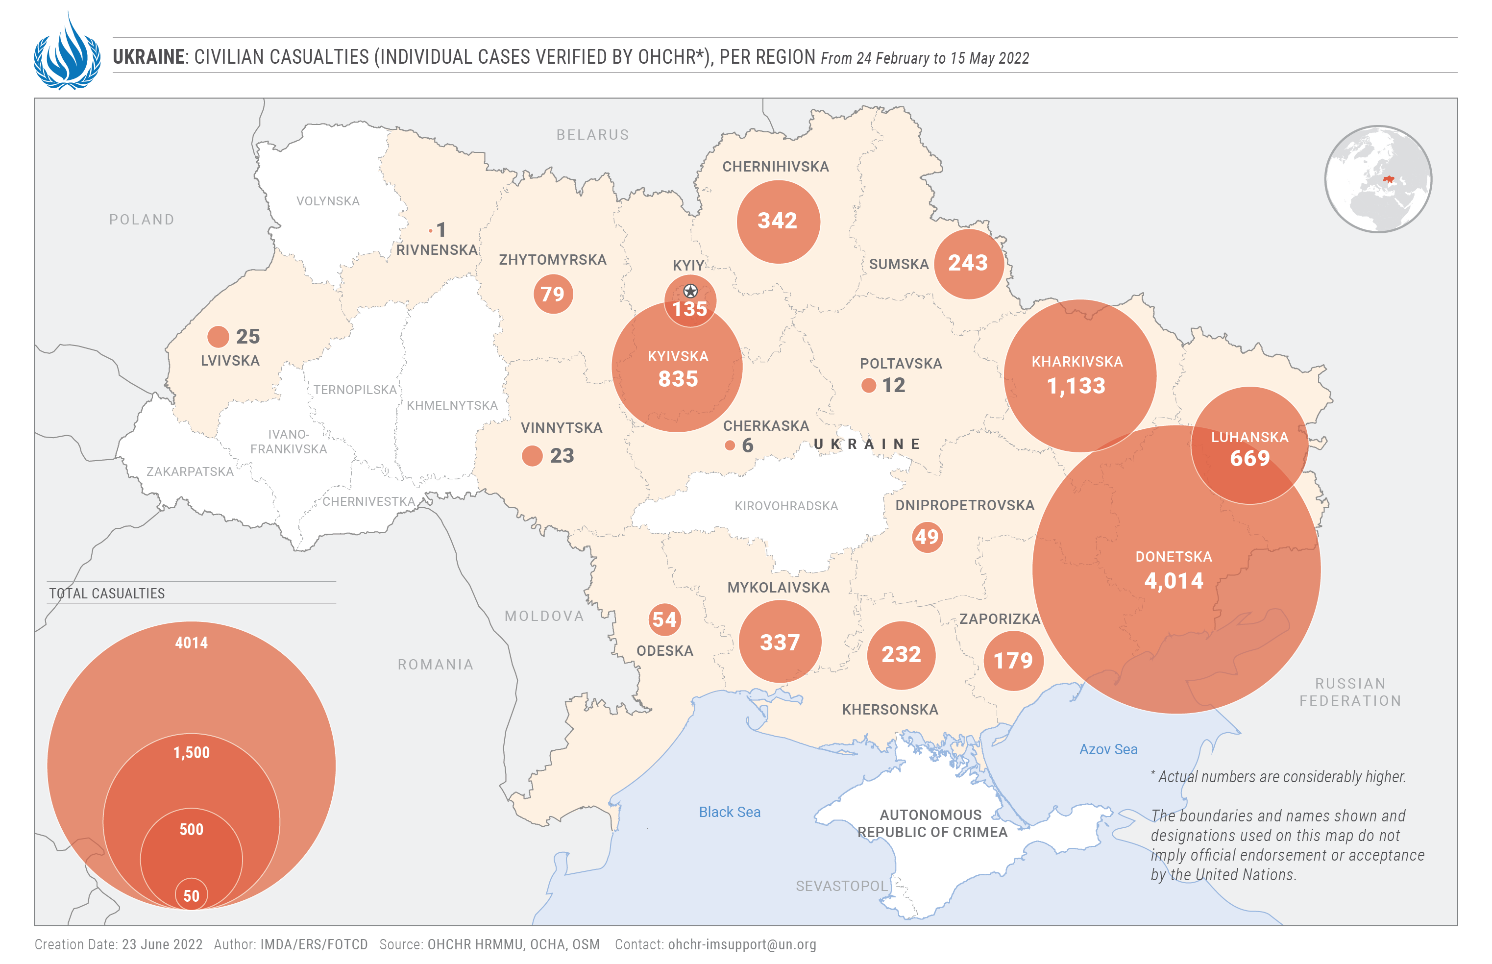 UKRAINE: CIVILIAN CASUALTIES (INDIVIDUAL CASES VERIFIED BY OHCHR*), PER REGION From 24 February to 15 May 2022
BELARUS
POLAND
VOLYNSKA
1
RIVNENSKA
ZHYTOMYRSKA
79
KYIY
135
KYIVSKA
835
CHERNIHIVSKA
342
SUMSKA
243
25
LVIVSKA
TERNOPILSKA
KHMELNYTSKA
IVANO-
FRANKIVSKA
ZAKARPATSKA
CHERNIVESTKA
VINNYTSKA
23
CHERKASKA
6
POLTAVSKA
12
UKRAINE
KHARKIVSKA
1,133
LUHANSKA
669
KIROVOHRADSKA
DNIPROPETROVSKA
49
DONETSKA
4,014
MOLDOVA
ROMANIA
54
ODESKA
MYKOLAIVSKA
337
232
KHERSONSKA
ZAPORIZKA
179
RUSSIAN
FEDERATION
Azov Sea
Black Sea
AUTONOMOUS
REPUBLIC OF CRIMEA
SEVASTOPOL
TOTAL CASUALTIES
4014
1,500
500
50
* Actual numbers are considerably higher.
The boundaries and names shown and
designations used on this map do not
imply official endorsement or acceptance
by the United Nations.
Creation Date: 23 June 2022 Author: IMDA/ERS/FOTCD Source: OHCHR HRMMU, OCHA, OSM Contact: ohchr-imsupport@un.org